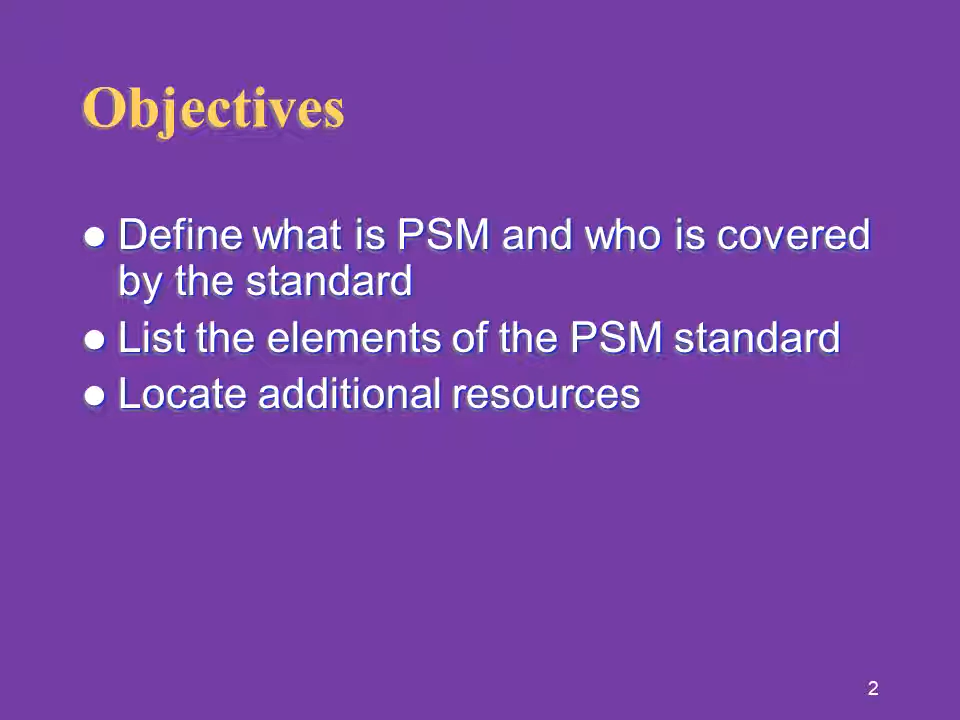 Objectives
● Define what is PSM and who is covered
by the standard
● List the elements of the PSM standard
● Locate additional resources
2